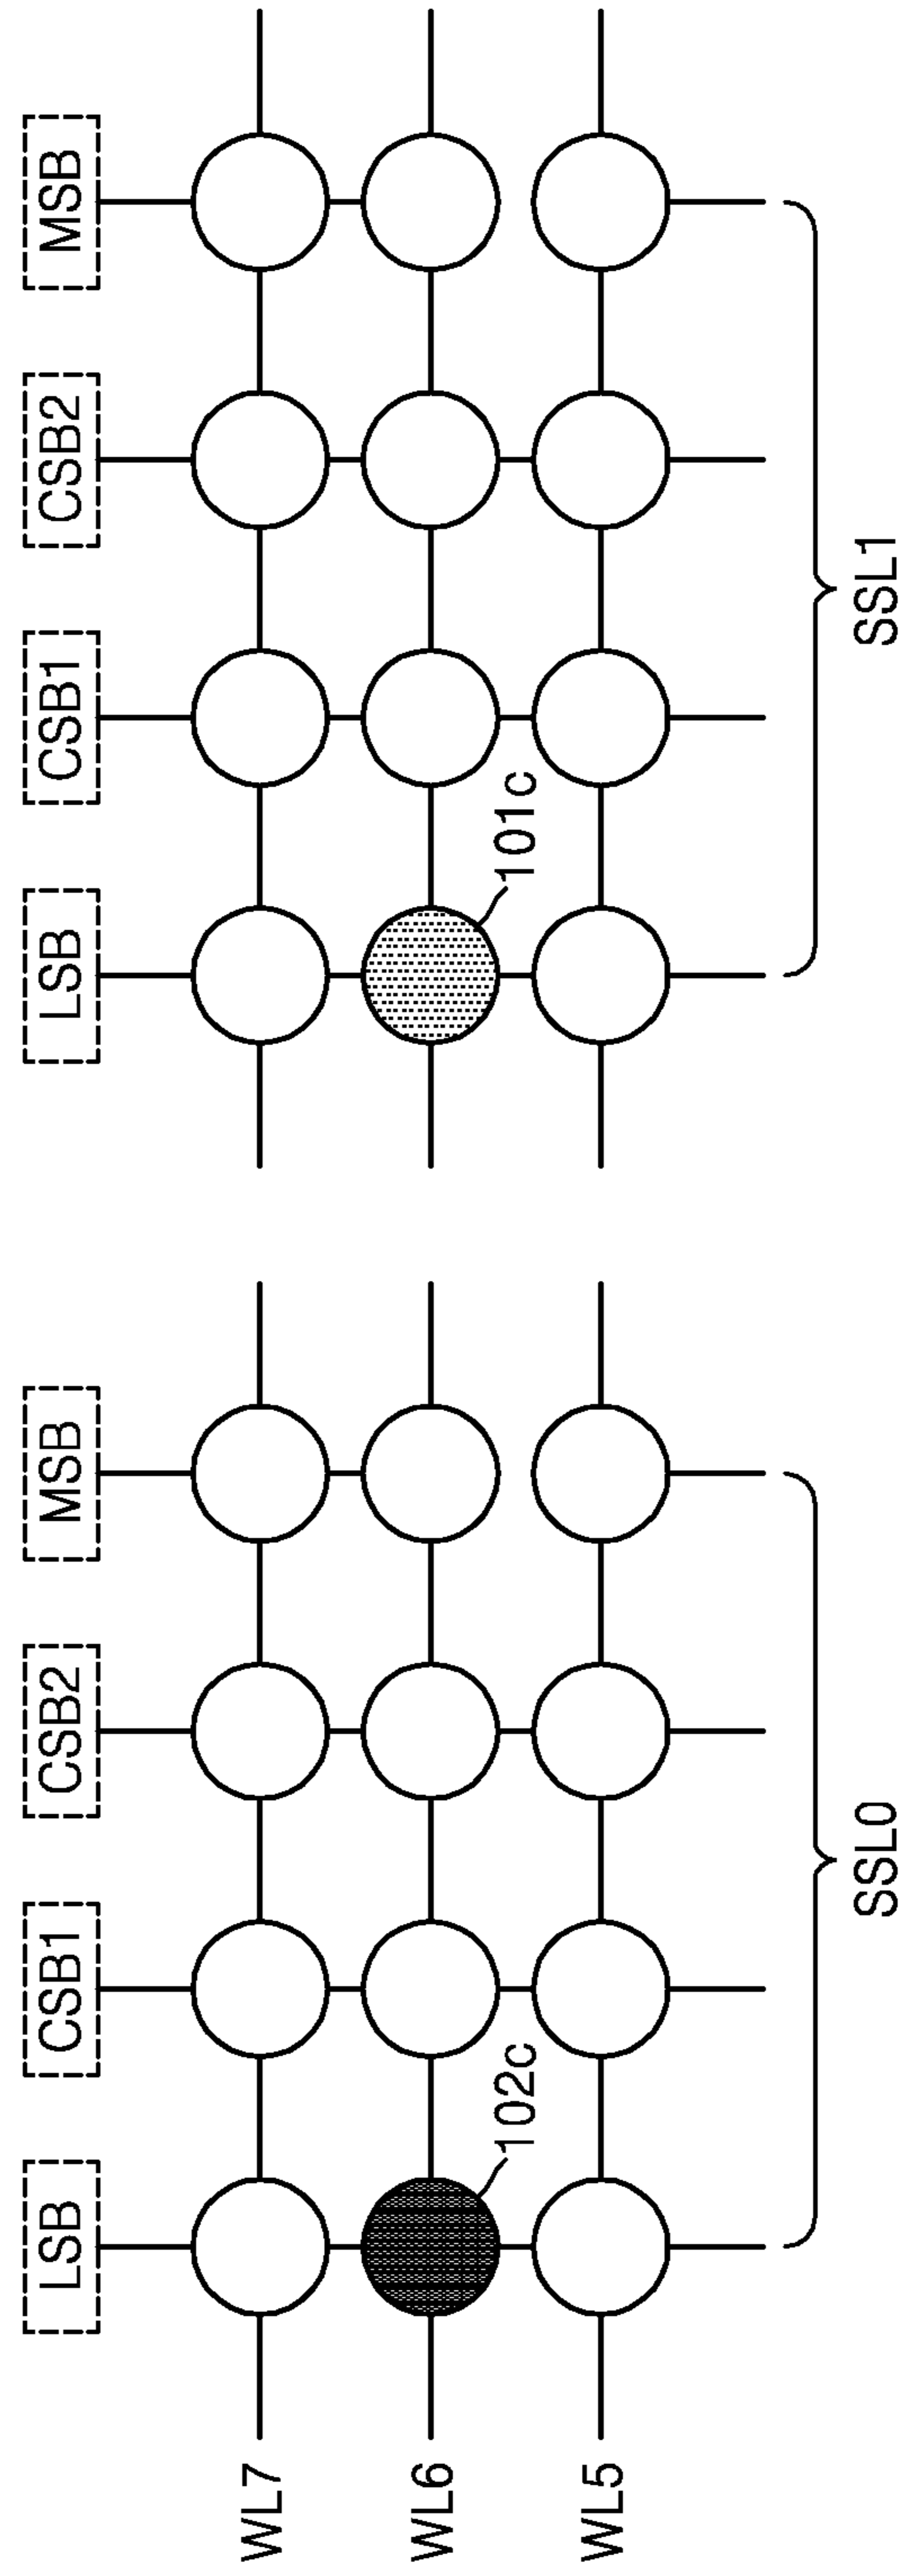 LSB CSB1 CSB2 MSB LSB CSB1 CSB2 MSB
WL7
WL6
102c 101c
WL5
SSL0 SSL1